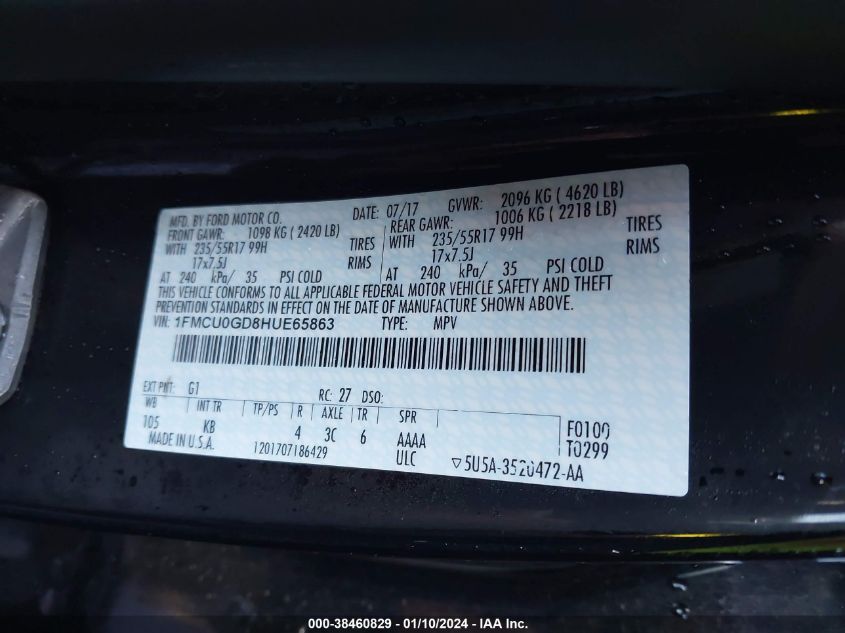 MFD. BY FORD MOTOR CO. DATE: 07/17 GVWR: 2096 KG ( 4620 LB)
FRONT GAWR: 1098 KG ( 2420 LB) REAR GAWR: 1006 KG ( 2218 LB)
WITH 235/55R17 99H TIRES WITH 235/55R17 99H TIRES
17x7.5J RIMS 17x7.5J RIMS
AT 240 kPa/ 35 PSI COLD AT 240 kPa/ 35 PSI COLD
THIS VEHICLE CONFORMS TO ALL APPLICABLE FEDERAL MOTOR VEHICLE SAFETY AND THEFT
PREVENTION STANDARDS IN EFFECT ON THE DATE OF MANUFACTURE SHOWN ABOVE.
VIN: 1FMCU0GD8HUE65863 TYPE: MPV
EXT PNT: G1 RC: 27 DSO:
WB INT TR TP/PS R AXLE TR SPR
105 KB 4 3C 6 AAAA F0100
MADE IN U.S.A. 1201707186429 ULC T0299
▽5U5A-3520472-AA
000-38460829 - 01/10/2024 - IAA Inc.